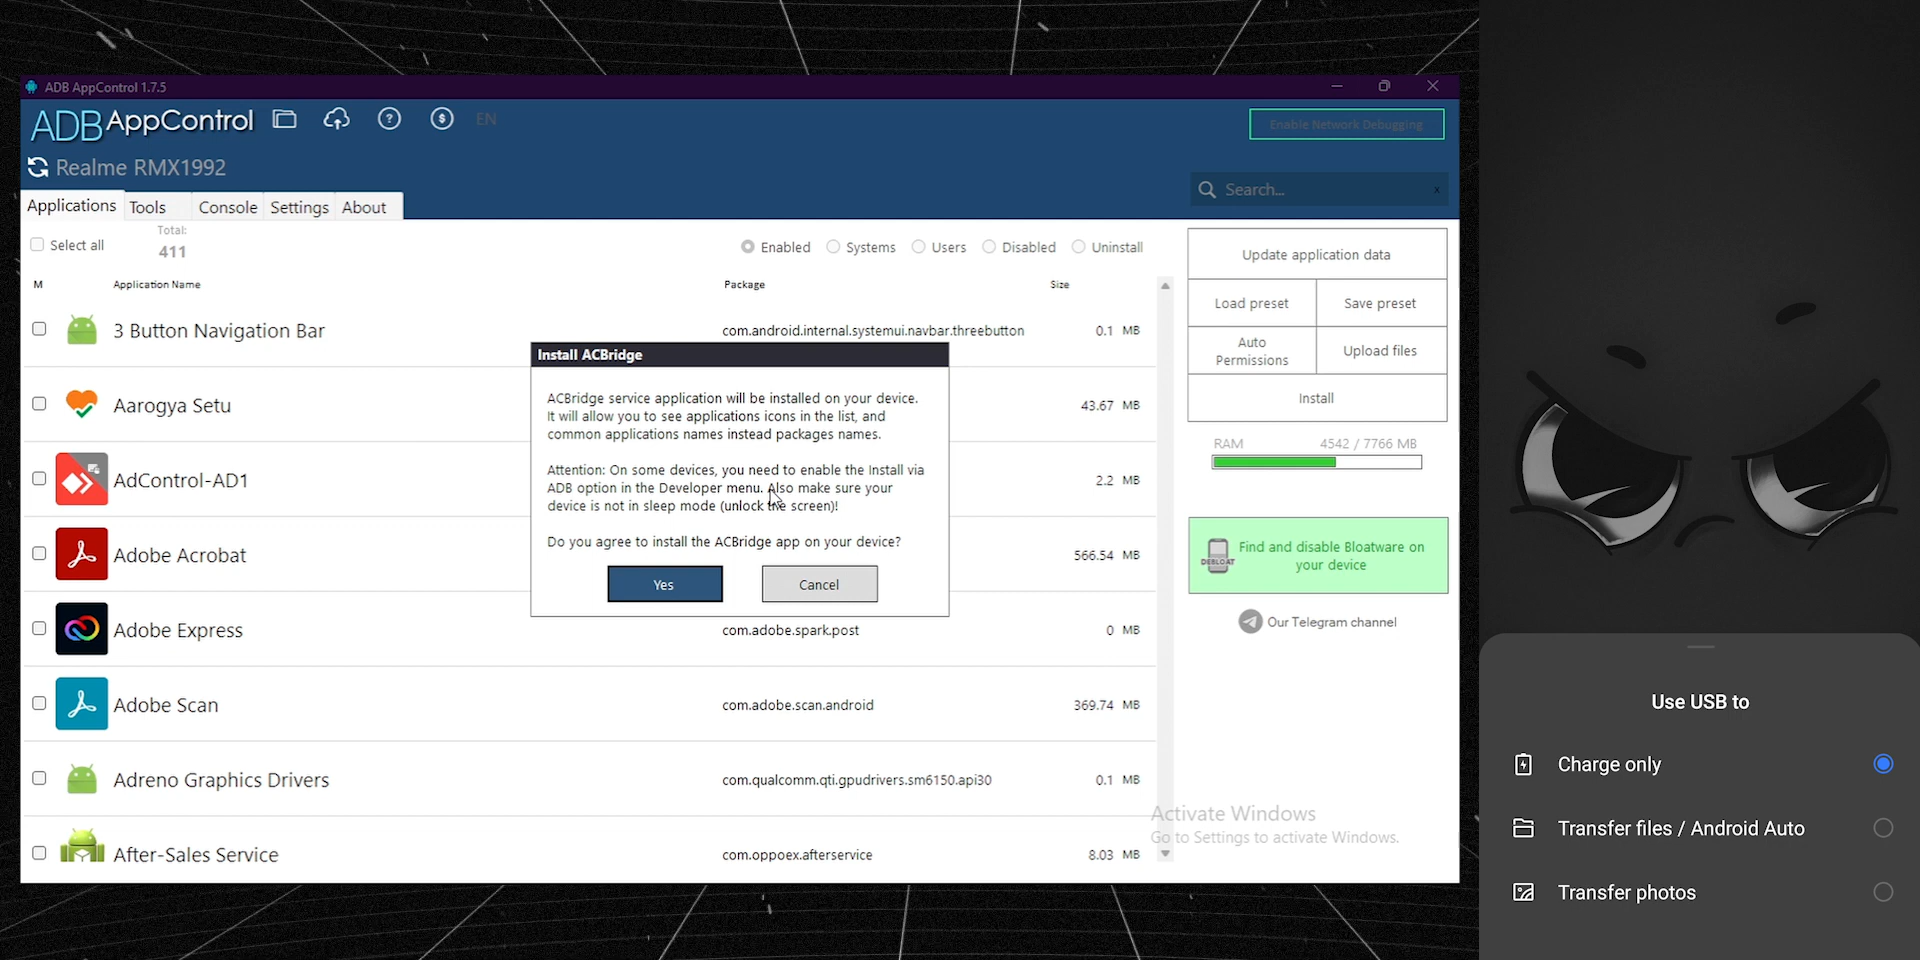 ADB AppControl 1.7.5
ADB AppControl
EN
Enable Network Debugging
Realme RMX1992
Search...
x
Applications
Tools
Console
Settings
About
Select all
Total:
411
Enabled
Systems
Users
Disabled
Uninstall
M
Application Name
Package
Size
3 Button Navigation Bar
com.android.internal.systemui.navbar.threebutton
0.1 MB
Aarogya Setu
43.67 MB
AdControl-AD1
2.2 MB
Adobe Acrobat
566.54 MB
Adobe Express
com.adobe.spark.post
0 MB
Adobe Scan
com.adobe.scan.android
369.74 MB
Adreno Graphics Drivers
com.qualcomm.qti.gpudrivers.sm6150.api30
0.1 MB
After-Sales Service
com.oppoex.afterservice
8.03 MB
Install ACBridge
ACBridge service application will be installed on your device.
It will allow you to see applications icons in the list, and
common applications names instead packages names.
Attention: On some devices, you need to enable the Install via
ADB option in the Developer menu. Also make sure your
device is not in sleep mode (unlock the screen)!
Do you agree to install the ACBridge app on your device?
Yes
Cancel
Update application data
Load preset
Save preset
Auto
Permissions
Upload files
Install
RAM
4542 / 7766 MB
DEBLOAT
Find and disable Bloatware on
your device
Our Telegram channel
Activate Windows
Go to Settings to activate Windows.
Use USB to
Charge only
Transfer files / Android Auto
Transfer photos